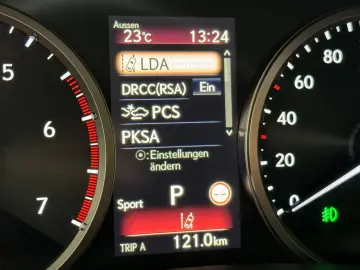 Aussen
23°C 13:24
LDA
DRCC(RSA) Ein
PCS
PKSA
:Einstellungen
ändern
P
Sport
TRIP A 121.0km
7
6
5
80
60
40
20
0